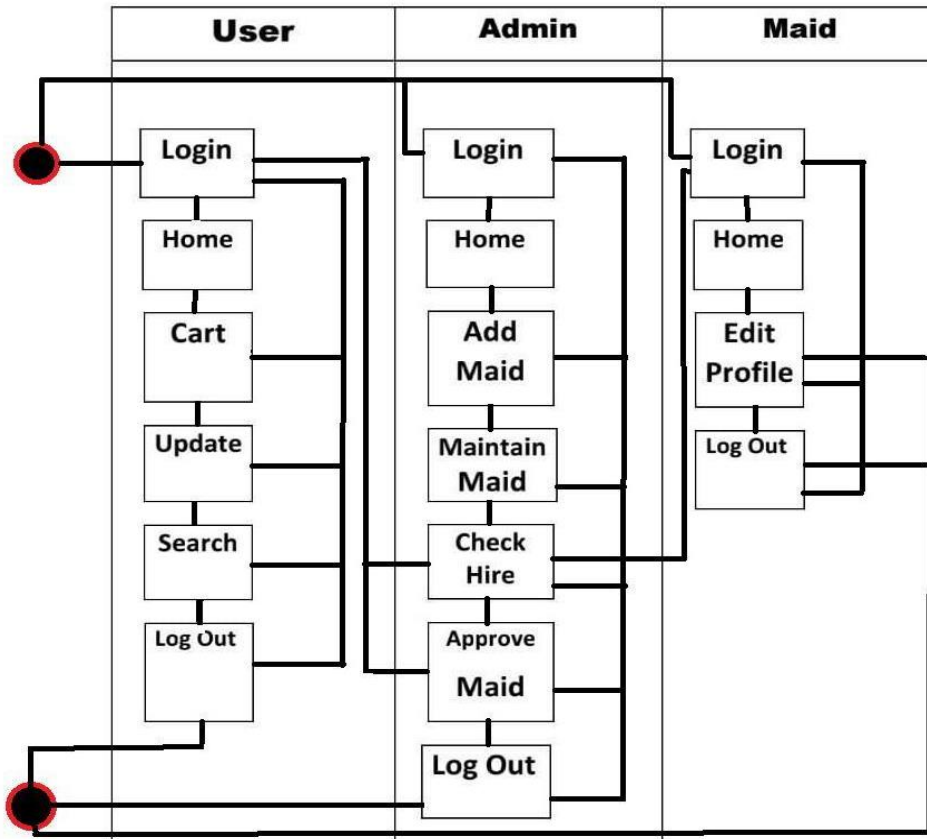 User
Admin
Maid
Login
Home
Cart
Update
Search
Log Out
Login
Home
Add
Maid
Maintain
Maid
Check
Hire
Approve
Maid
Log Out
Login
Home
Edit
Profile
Log Out